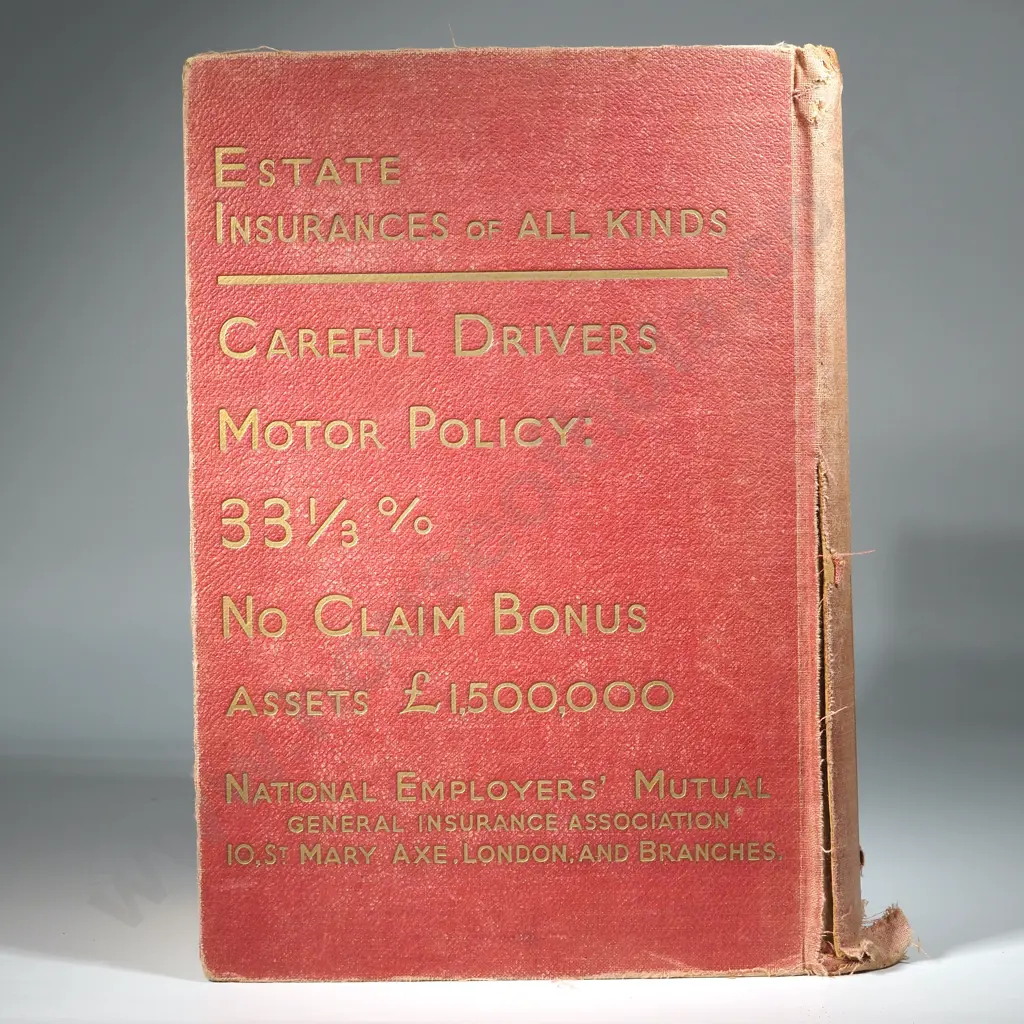 ESTATE
INSURANCES OF ALL KINDS
CAREFUL DRIVERS
MOTOR POLICY:
33⅓%
NO CLAIM BONUS
ASSETS £1,500,000
NATIONAL EMPLOYERS' MUTUAL
GENERAL INSURANCE ASSOCIATION
10, ST MARY, AXE, LONDON, AND BRANCHES.